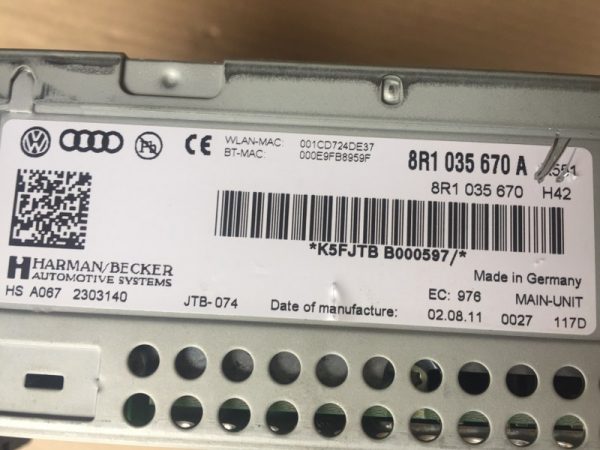 WLAN-MAC: 001CD724DE37
BT-MAC: 000E9FB8959F
8R1 035 670 A
8R1 035 670 H42
*K5FJTB B000597/*
HARMAN/BECKER
AUTOMOTIVE SYSTEMS
Made in Germany
HS A067 2303140 JTB-074 EC: 976 MAIN-UNIT
Date of manufacture: 02.08.11 0027 117D